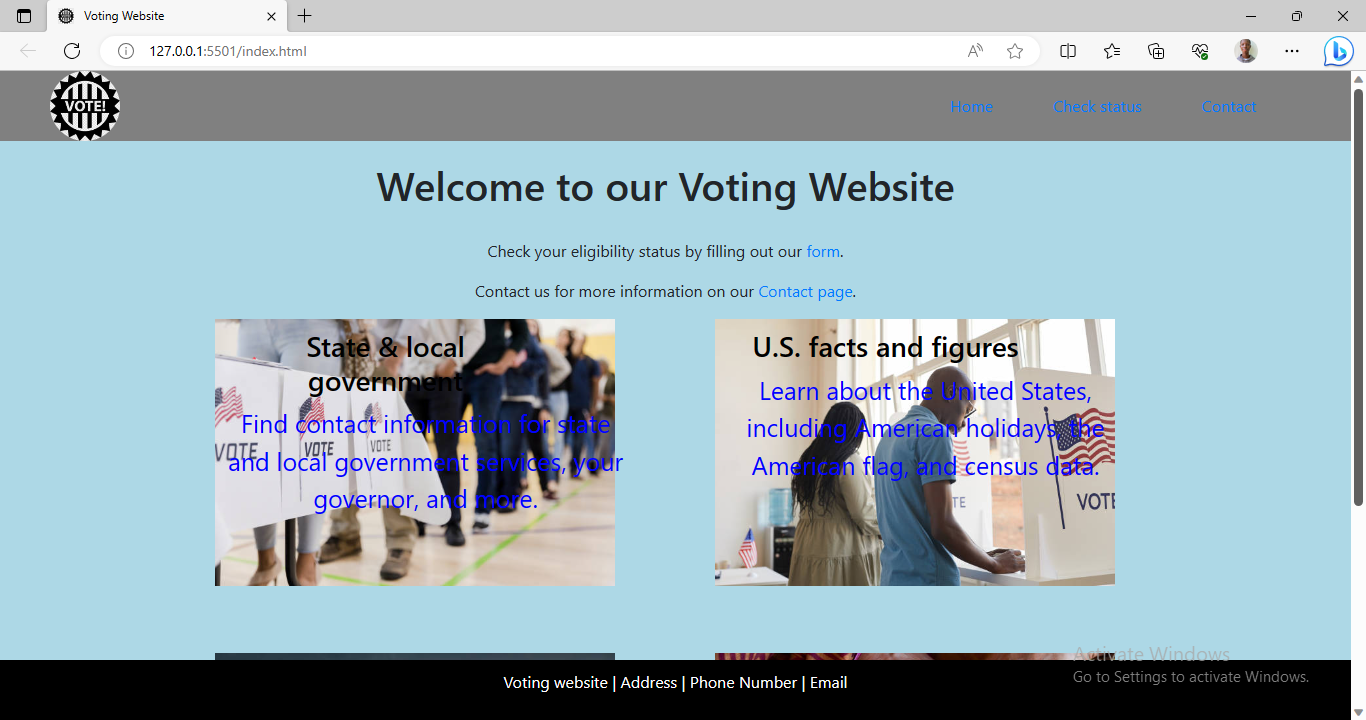 Voting Website
127.0.0.1:5501/index.html
VOTE!
Home
Check status
Contact
Welcome to our Voting Website
Check your eligibility status by filling out our form.
Contact us for more information on our Contact page.
State & local
government
Find contact information for state
and local government services, your
governor, and more.
VOTE
VOTE
VOTE
U.S. facts and figures
Learn about the United States,
including American holidays, the
American flag, and census data.
VOTE
Activate Windows
Go to Settings to activate Windows.
Voting website | Address | Phone Number | Email